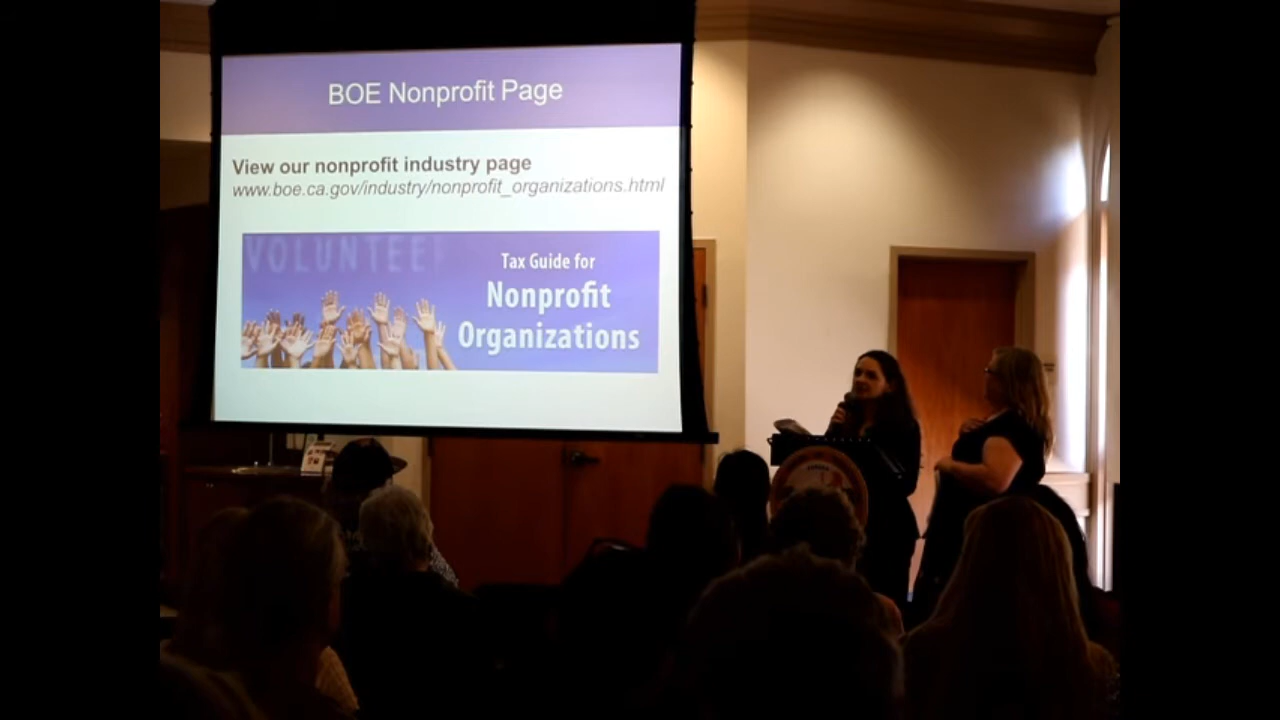 BOE Nonprofit Page
View our nonprofit industry page
www.boe.ca.gov/industry/nonprofit_organizations.html
VOLUNTEE
Tax Guide for
Nonprofit
Organizations